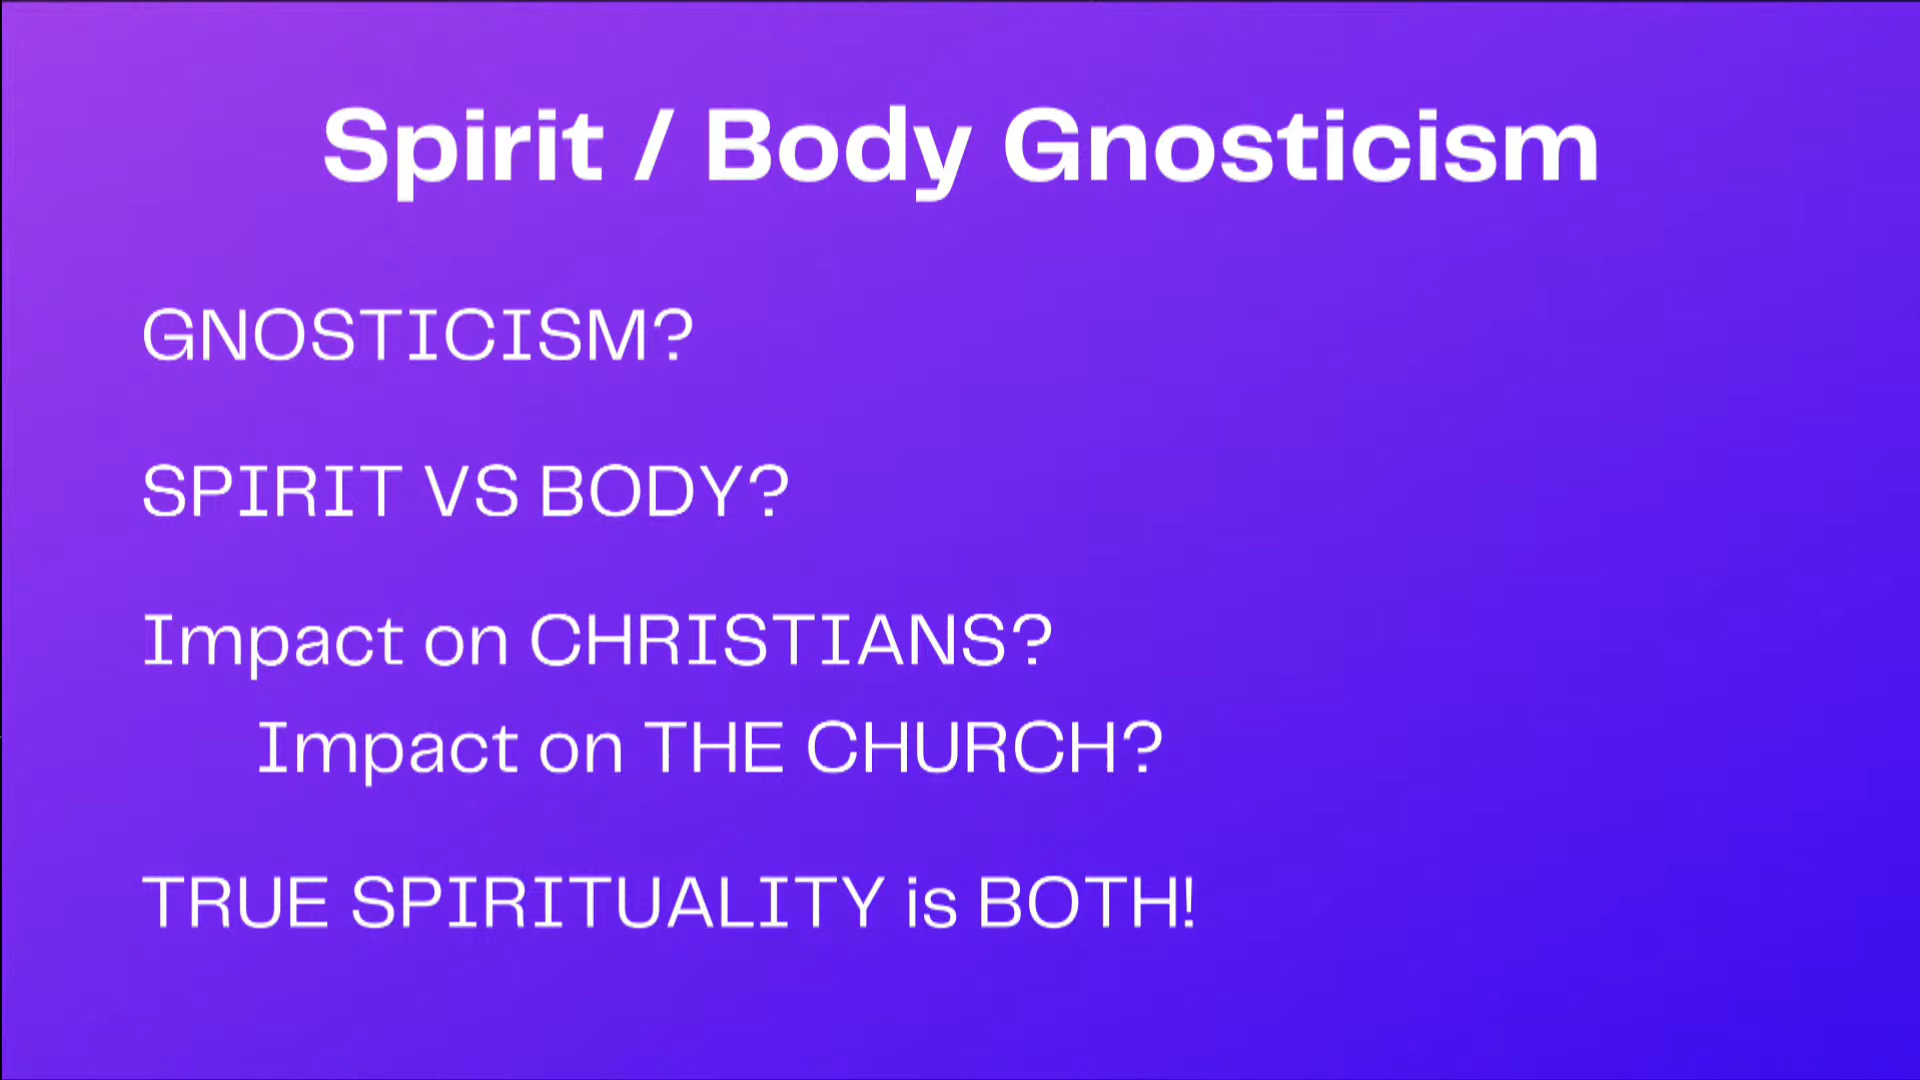 Spirit / Body Gnosticism
GNOSTICISM?
SPIRIT VS BODY?
Impact on CHRISTIANS?
Impact on THE CHURCH?
TRUE SPIRITUALITY is BOTH!